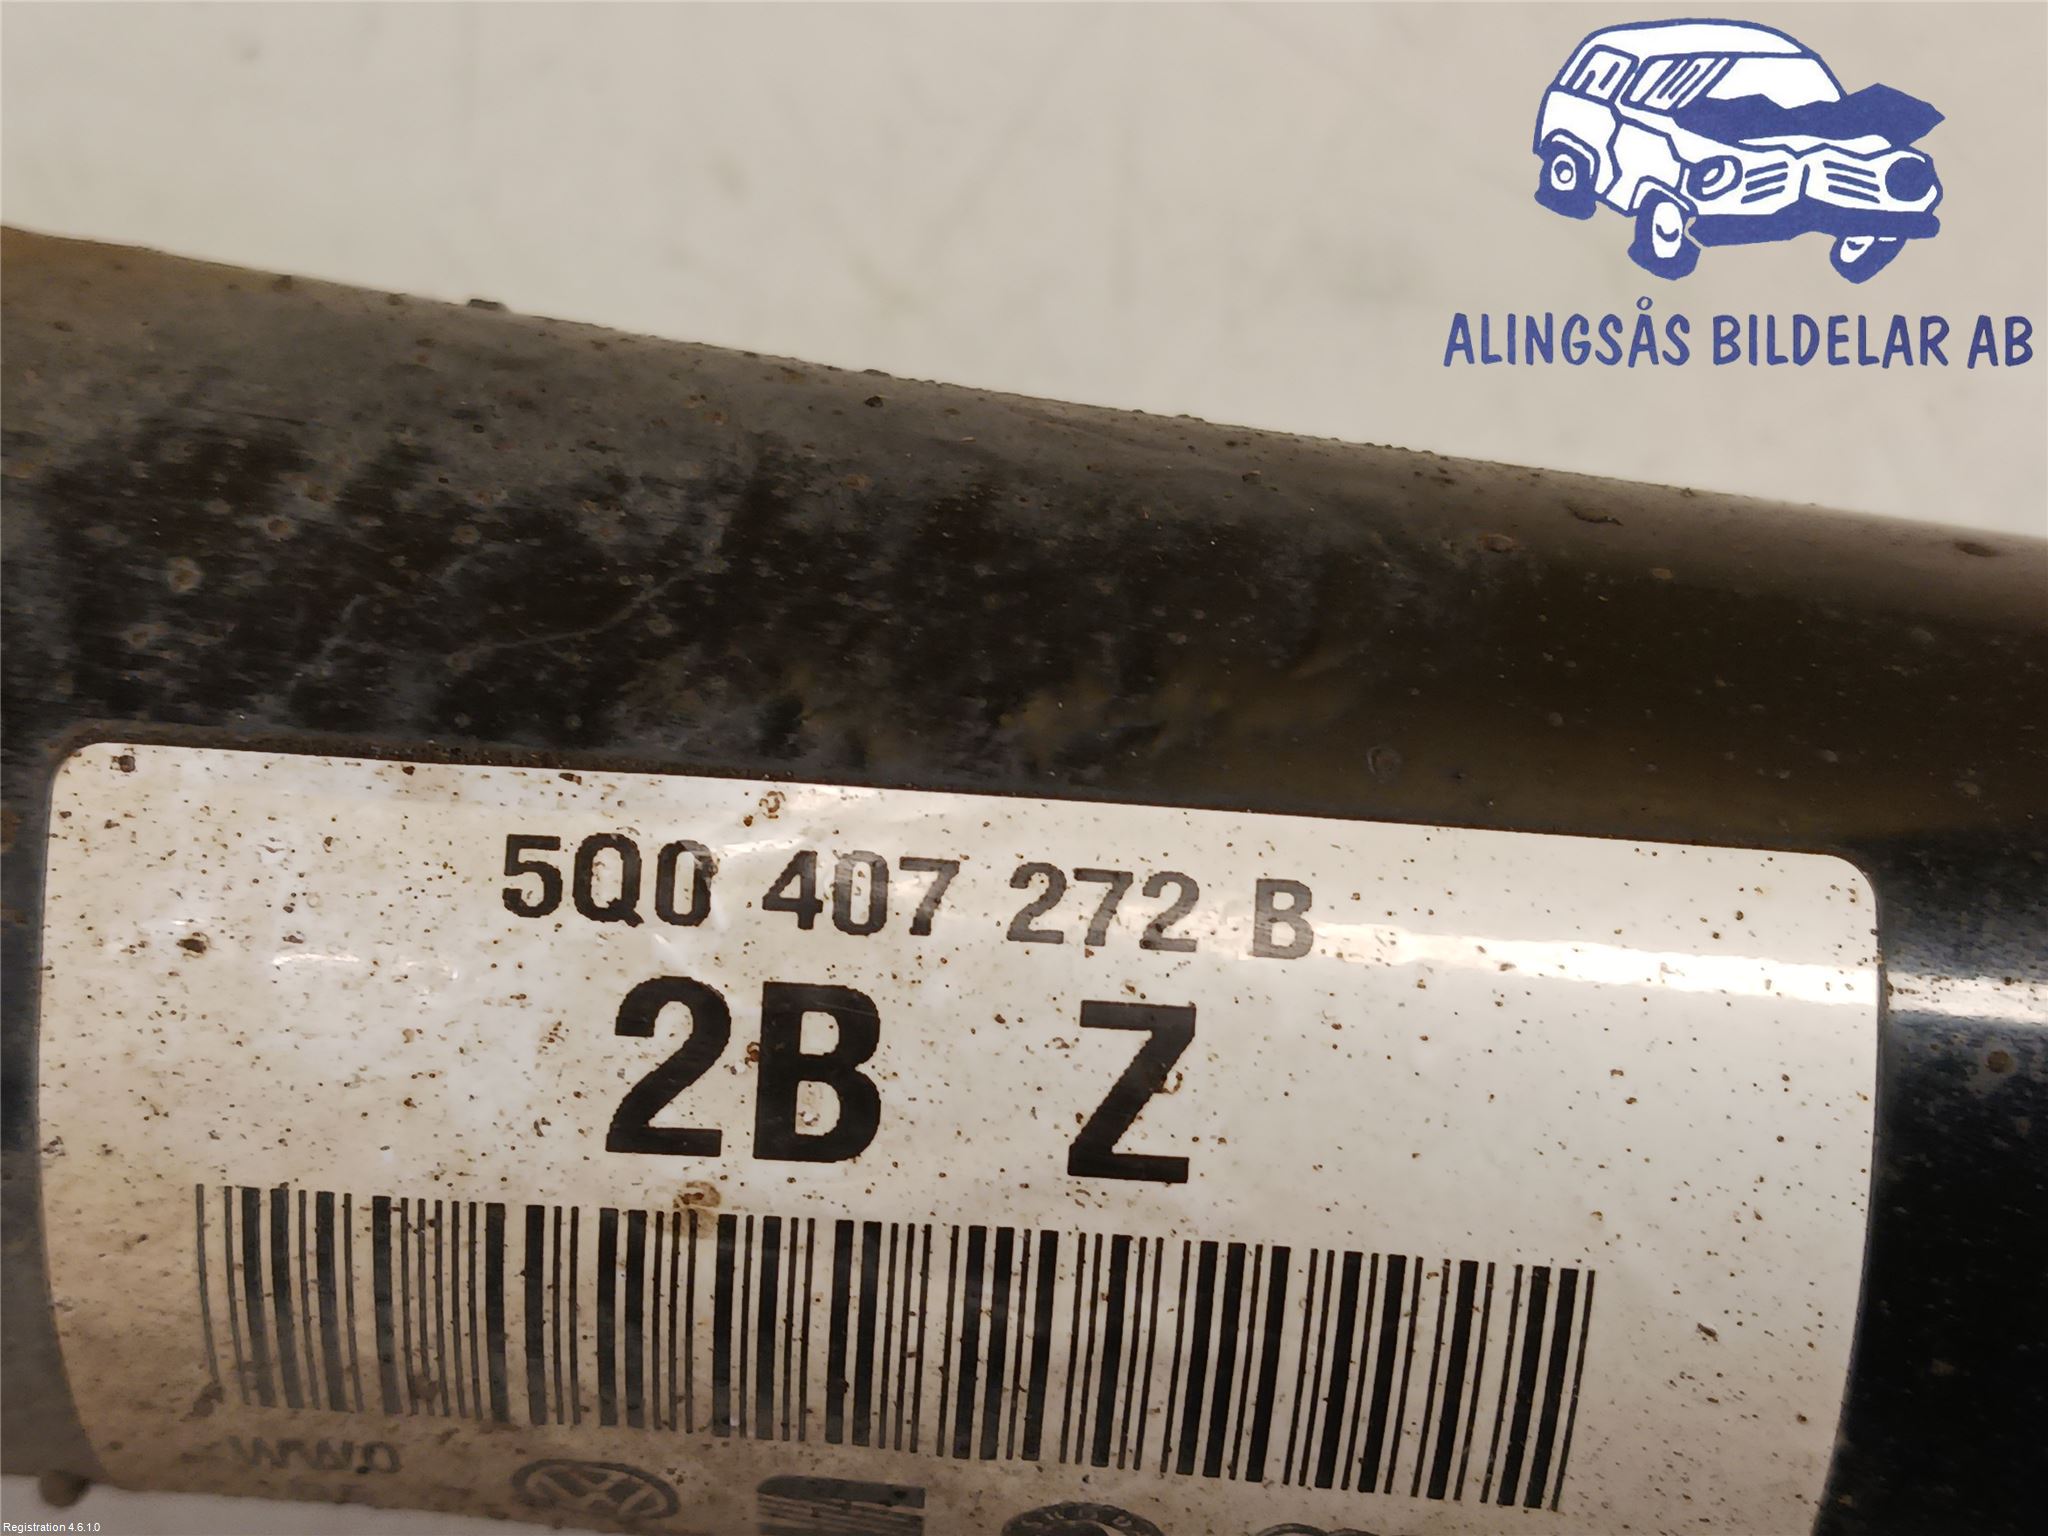 ALINGSÅS BILDELAR AB
5Q0 407 272 B
2B Z
Registration 4.6.1.0